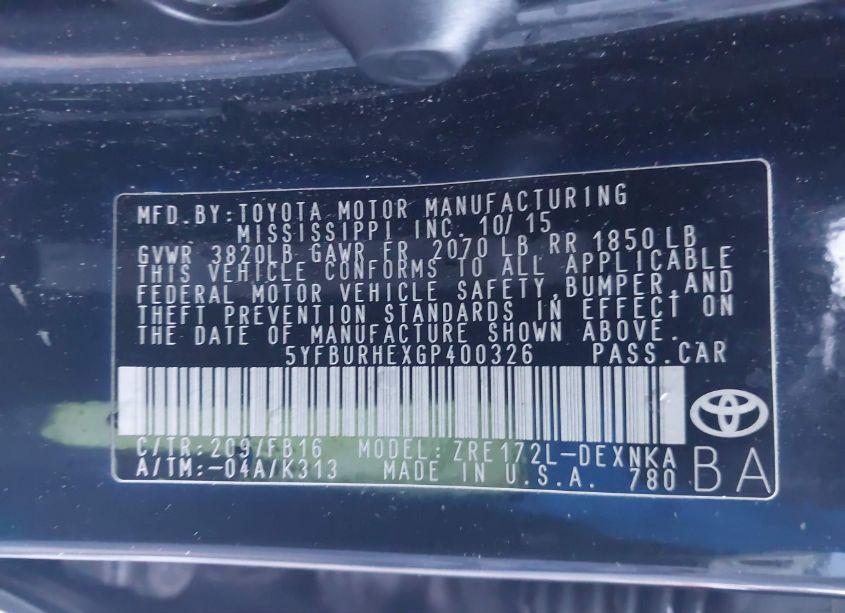 MFD.BY:TOYOTA MOTOR MANUFACTURING
MISSISSIPPI INC. 10/15
GVWR 3820LB GAWR FR 2070 LB RR 1850 LB
THIS VEHICLE CONFORMS TO ALL APPLICABLE
FEDERAL MOTOR VEHICLE SAFETY,BUMPER,AND
THEFT PREVENTION STANDARDS IN EFFECT ON
THE DATE OF MANUFACTURE SHOWN ABOVE.
5YFBURHEXGP400326 PASS.CAR
C/TR:209/FB16 MODEL:ZRE172L-DEXNKA
A/TM:-04A/K313 MADE IN U.S.A. 780 BA